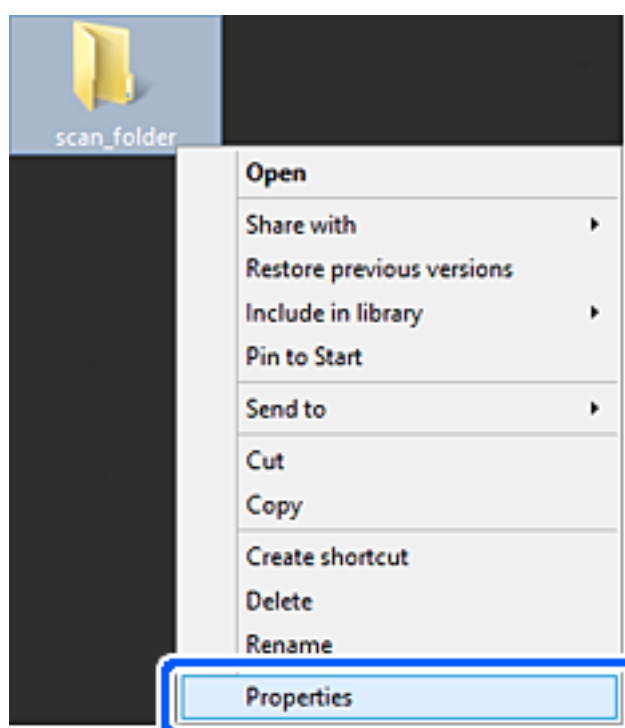 scan_folder
Open
Share with
Restore previous versions
Include in library
Pin to Start
Send to
Cut
Copy
Create shortcut
Delete
Rename
Properties